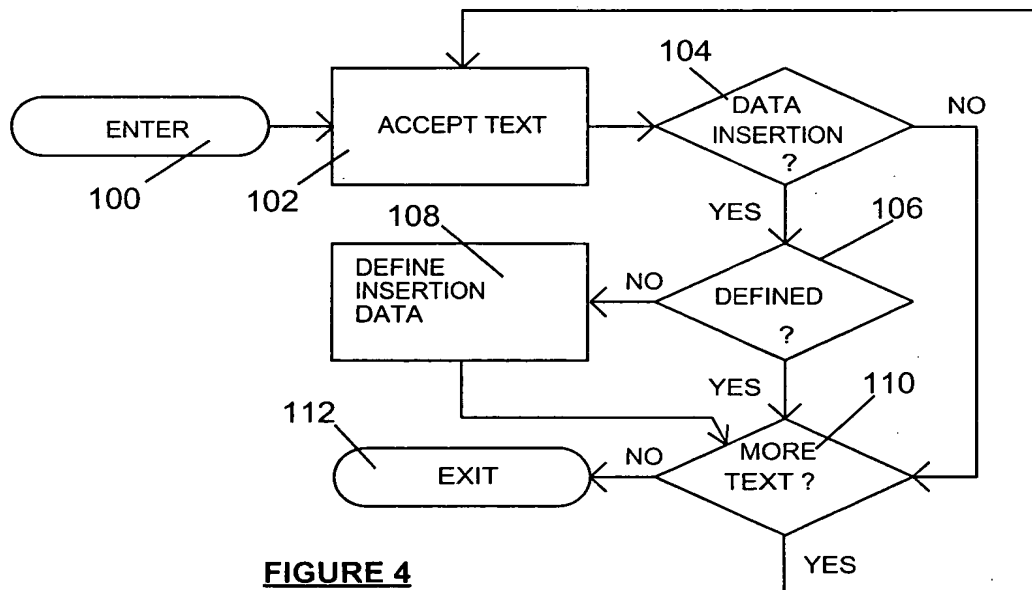 104
DATA
INSERTION
?
NO
ENTER
ACCEPT TEXT
100
102
YES
106
108
DEFINE
INSERTION
DATA
NO
DEFINED
?
YES
110
112
MORE
TEXT ?
NO
EXIT
YES
FIGURE 4